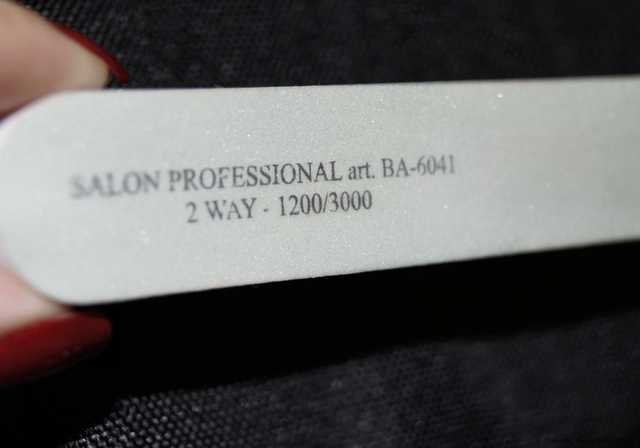 SALON PROFESSIONAL art. BA-6041
2 WAY - 1200/3000